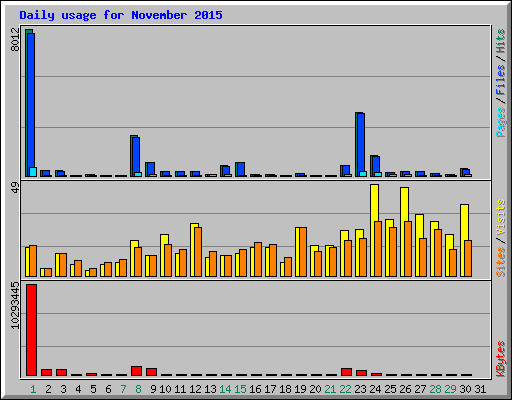 Daily usage for November 2015
8012
Pages / Files / Hits
49
Sites / Visits
10293445
KBytes
1 2 3 4 5 6 7 8 9 10 11 12 13 14 15 16 17 18 19 20 21 22 23 24 25 26 27 28 29 30 31